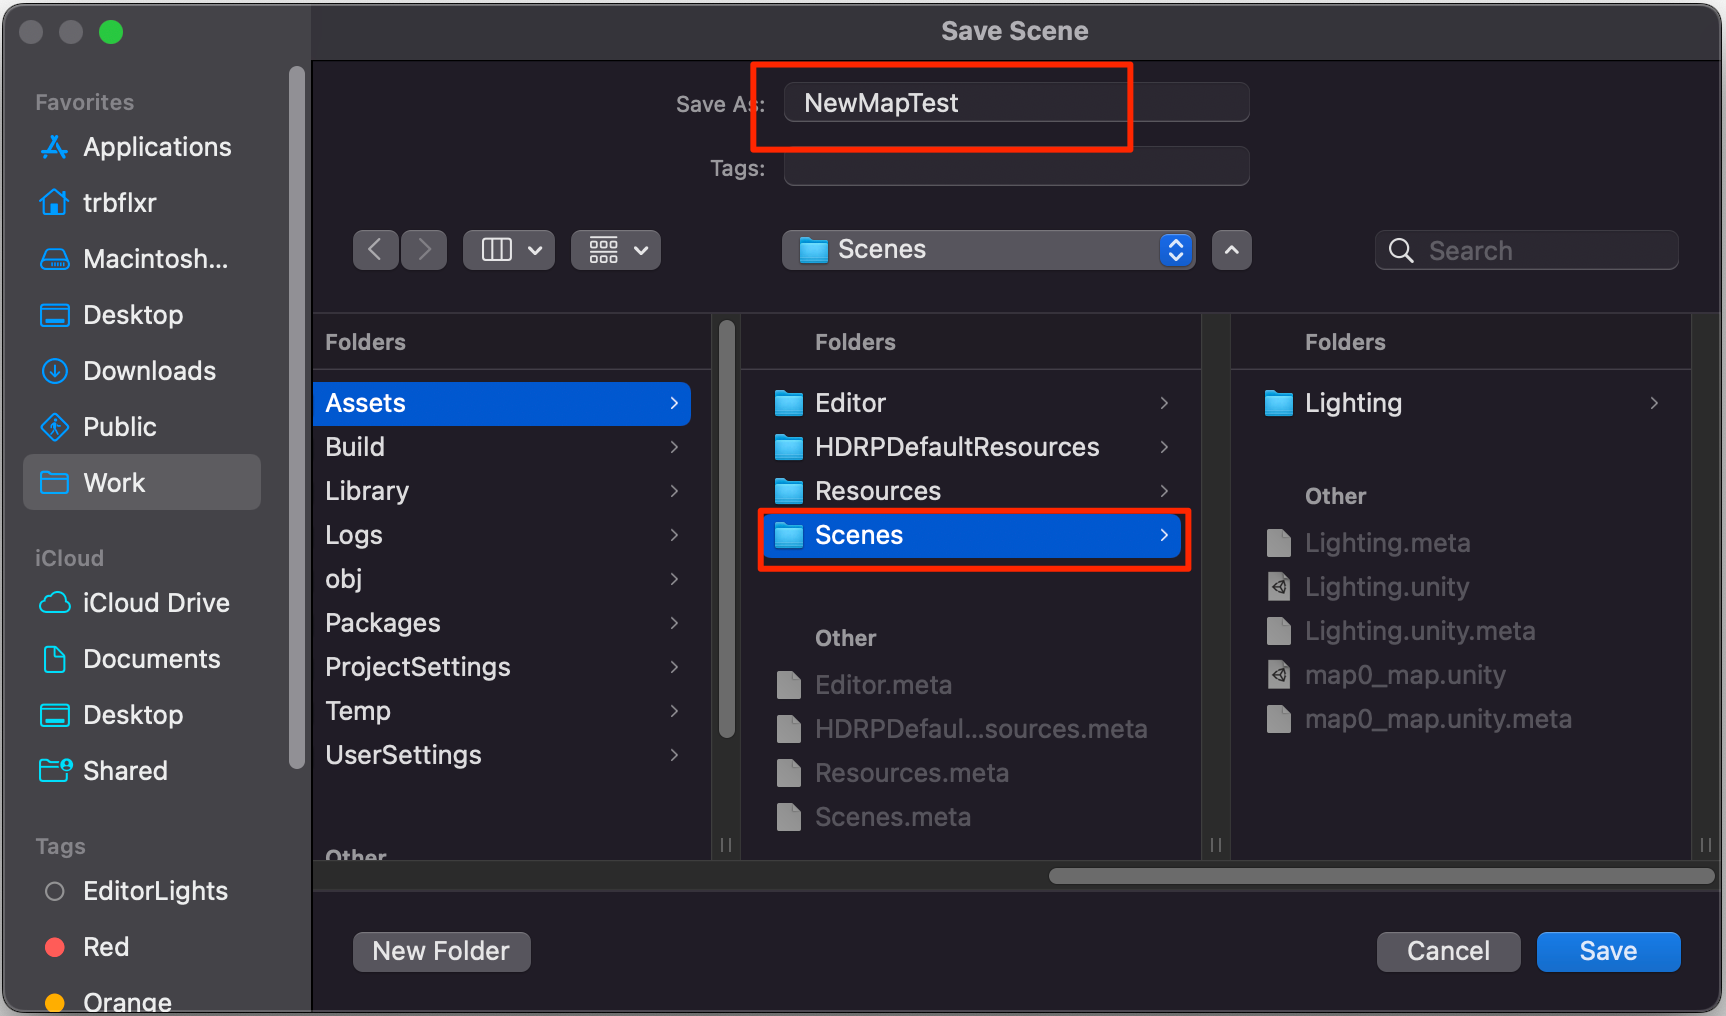 Save Scene
Save As:
NewMapTest
Tags:
Scenes
Search
Favorites
Applications
trbflxr
Macintosh...
Desktop
Downloads
Public
Work
iCloud
iCloud Drive
Documents
Desktop
Shared
Tags
EditorLights
Red
Orange
Folders
Assets
Build
Library
Logs
obj
Packages
ProjectSettings
Temp
UserSettings
Other
Folders
Editor
HDRPDefaultResources
Resources
Scenes
Other
Editor.meta
HDRPDefaul...sources.meta
Resources.meta
Scenes.meta
Folders
Lighting
Other
Lighting.meta
Lighting.unity
Lighting.unity.meta
map0_map.unity
map0_map.unity.meta
New Folder
Cancel
Save